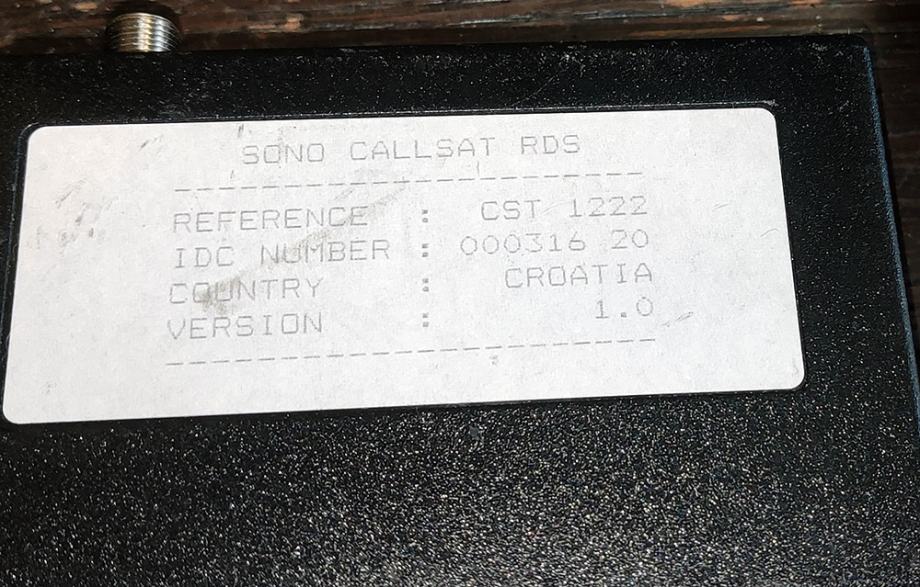 SONO CALLSAT RDS
REFERENCE : CST 1222
IDC NUMBER : 000316 20
COUNTRY : CROATIA
VERSION : 1.0